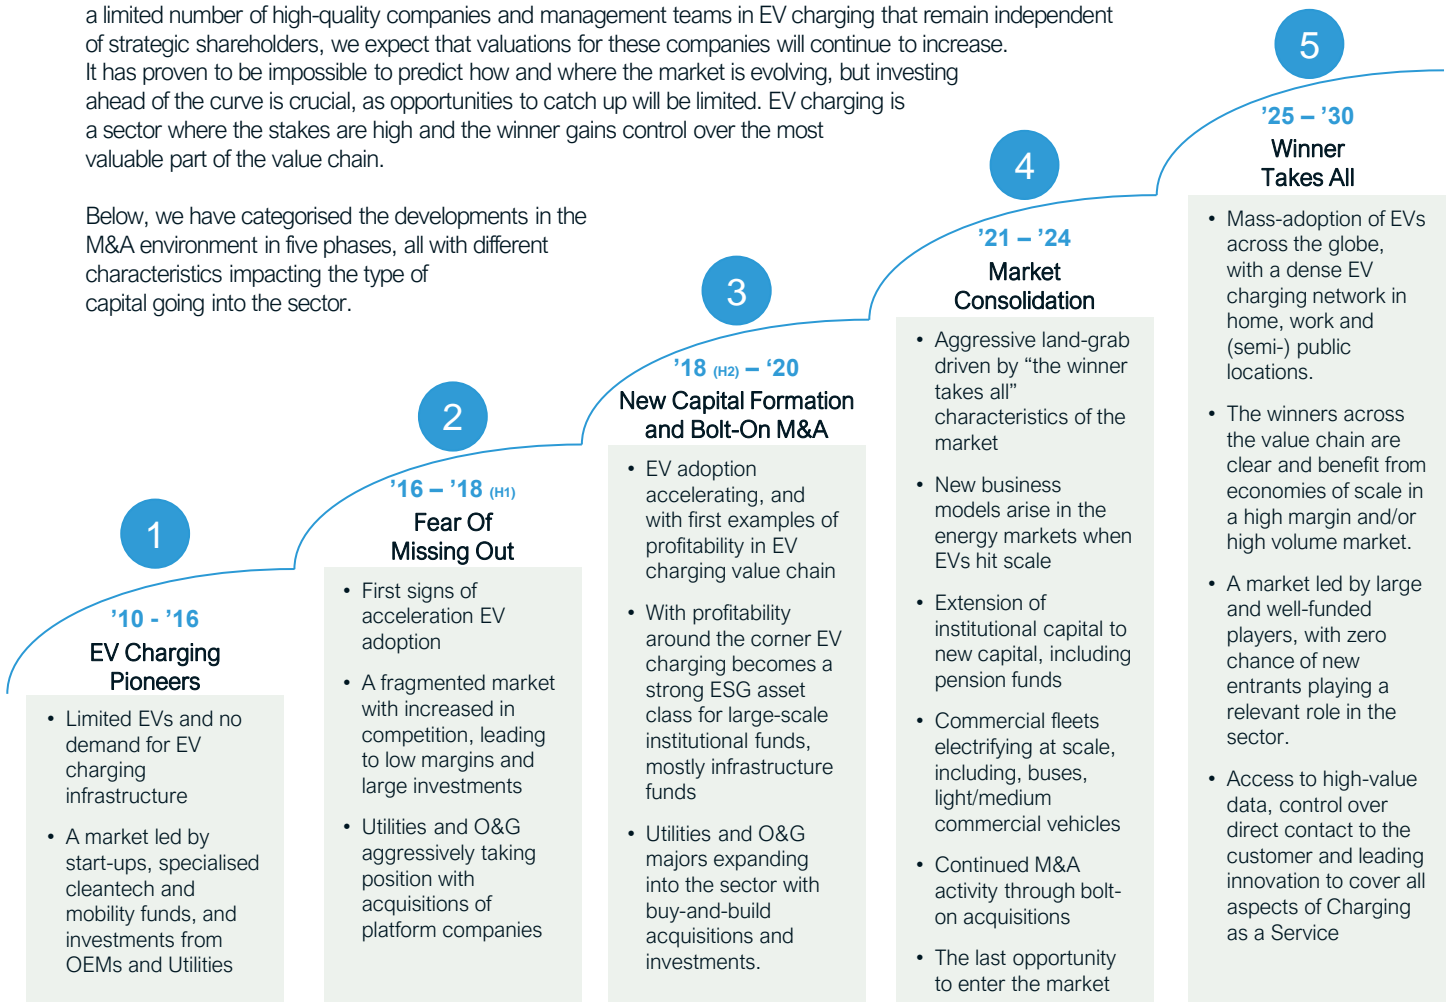 a limited number of high-quality companies and management teams in EV charging that remain independent
of strategic shareholders, we expect that valuations for these companies will continue to increase.
It has proven to be impossible to predict how and where the market is evolving, but investing
ahead of the curve is crucial, as opportunities to catch up will be limited. EV charging is
a sector where the stakes are high and the winner gains control over the most
valuable part of the value chain.
Below, we have categorised the developments in the
M&A environment in five phases, all with different
characteristics impacting the type of
capital going into the sector.
1
’10 - ’16
EV Charging
Pioneers
• Limited EVs and no
demand for EV
charging
infrastructure
• A market led by
start-ups, specialised
cleantech and
mobility funds, and
investments from
OEMs and Utilities
2
’16 – ’18 (H1)
Fear Of
Missing Out
• First signs of
acceleration EV
adoption
• A fragmented market
with increased in
competition, leading
to low margins and
large investments
• Utilities and O&G
aggressively taking
position with
acquisitions of
platform companies
3
’18 (H2) – ‘20
New Capital Formation
and Bolt-On M&A
• EV adoption
accelerating, and
with first examples of
profitability in EV
charging value chain
• With profitability
around the corner EV
charging becomes a
strong ESG asset
class for large-scale
institutional funds,
mostly infrastructure
funds
• Utilities and O&G
majors expanding
into the sector with
buy-and-build
acquisitions and
investments.
4
’21 – ’24
Market
Consolidation
• Aggressive land-grab
driven by “the winner
takes all”
characteristics of the
market
• New business
models arise in the
energy markets when
EVs hit scale
• Extension of
institutional capital to
new capital, including
pension funds
• Commercial fleets
electrifying at scale,
including, buses,
light/medium
commercial vehicles
• Continued M&A
activity through bolt-
on acquisitions
• The last opportunity
to enter the market
5
’25 – ’30
Winner
Takes All
• Mass-adoption of EVs
across the globe,
with a dense EV
charging network in
home, work and
(semi-) public
locations.
• The winners across
the value chain are
clear and benefit from
economies of scale in
a high margin and/or
high volume market.
• A market led by large
and well-funded
players, with zero
chance of new
entrants playing a
relevant role in the
sector.
• Access to high-value
data, control over
direct contact to the
customer and leading
innovation to cover all
aspects of Charging
as a Service